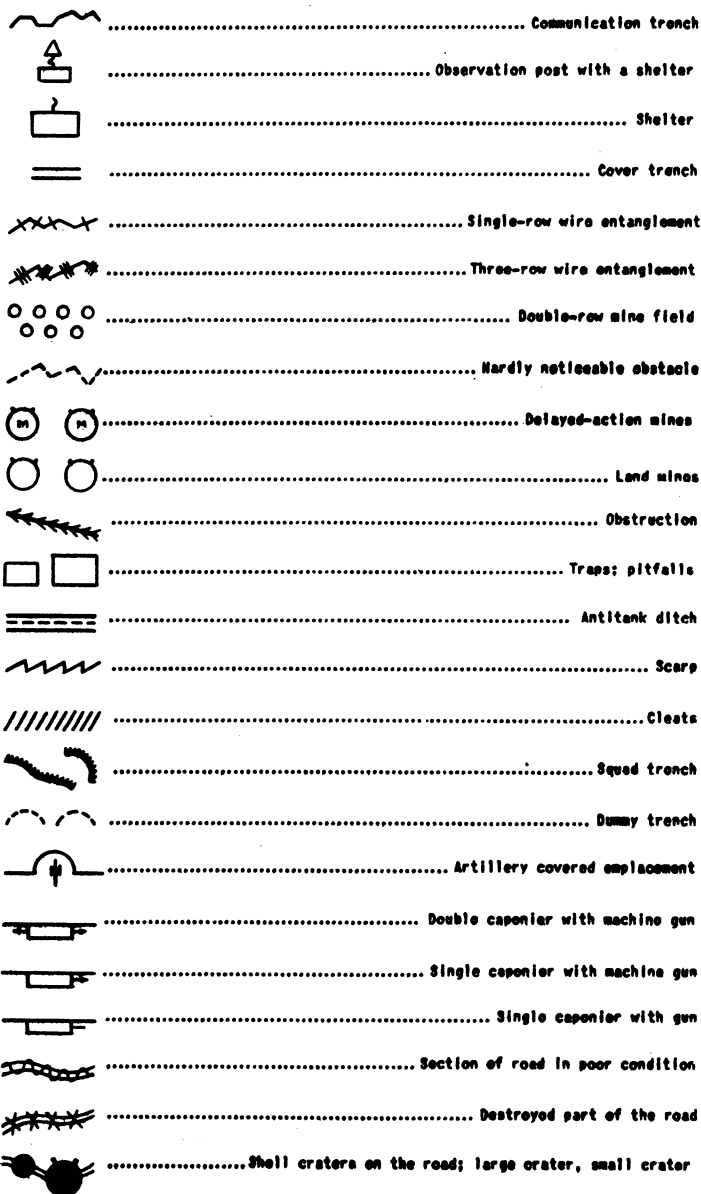 Communication trench
Observation post with a shelter
Shelter
Cover trench
Single-row wire entanglement
Three-row wire entanglement
Double-row mine field
Hardly noticeable obstacle
M M Delayed-action mines
Land mines
Obstruction
Traps; pitfalls
Antitank ditch
Scarp
Cleats
Squad trench
Dummy trench
Artillery covered emplacement
Double caponier with machine gun
Single caponier with machine gun
Single caponier with gun
Section of road in poor condition
Destroyed part of the road
Shell craters on the road; large crater, small crater